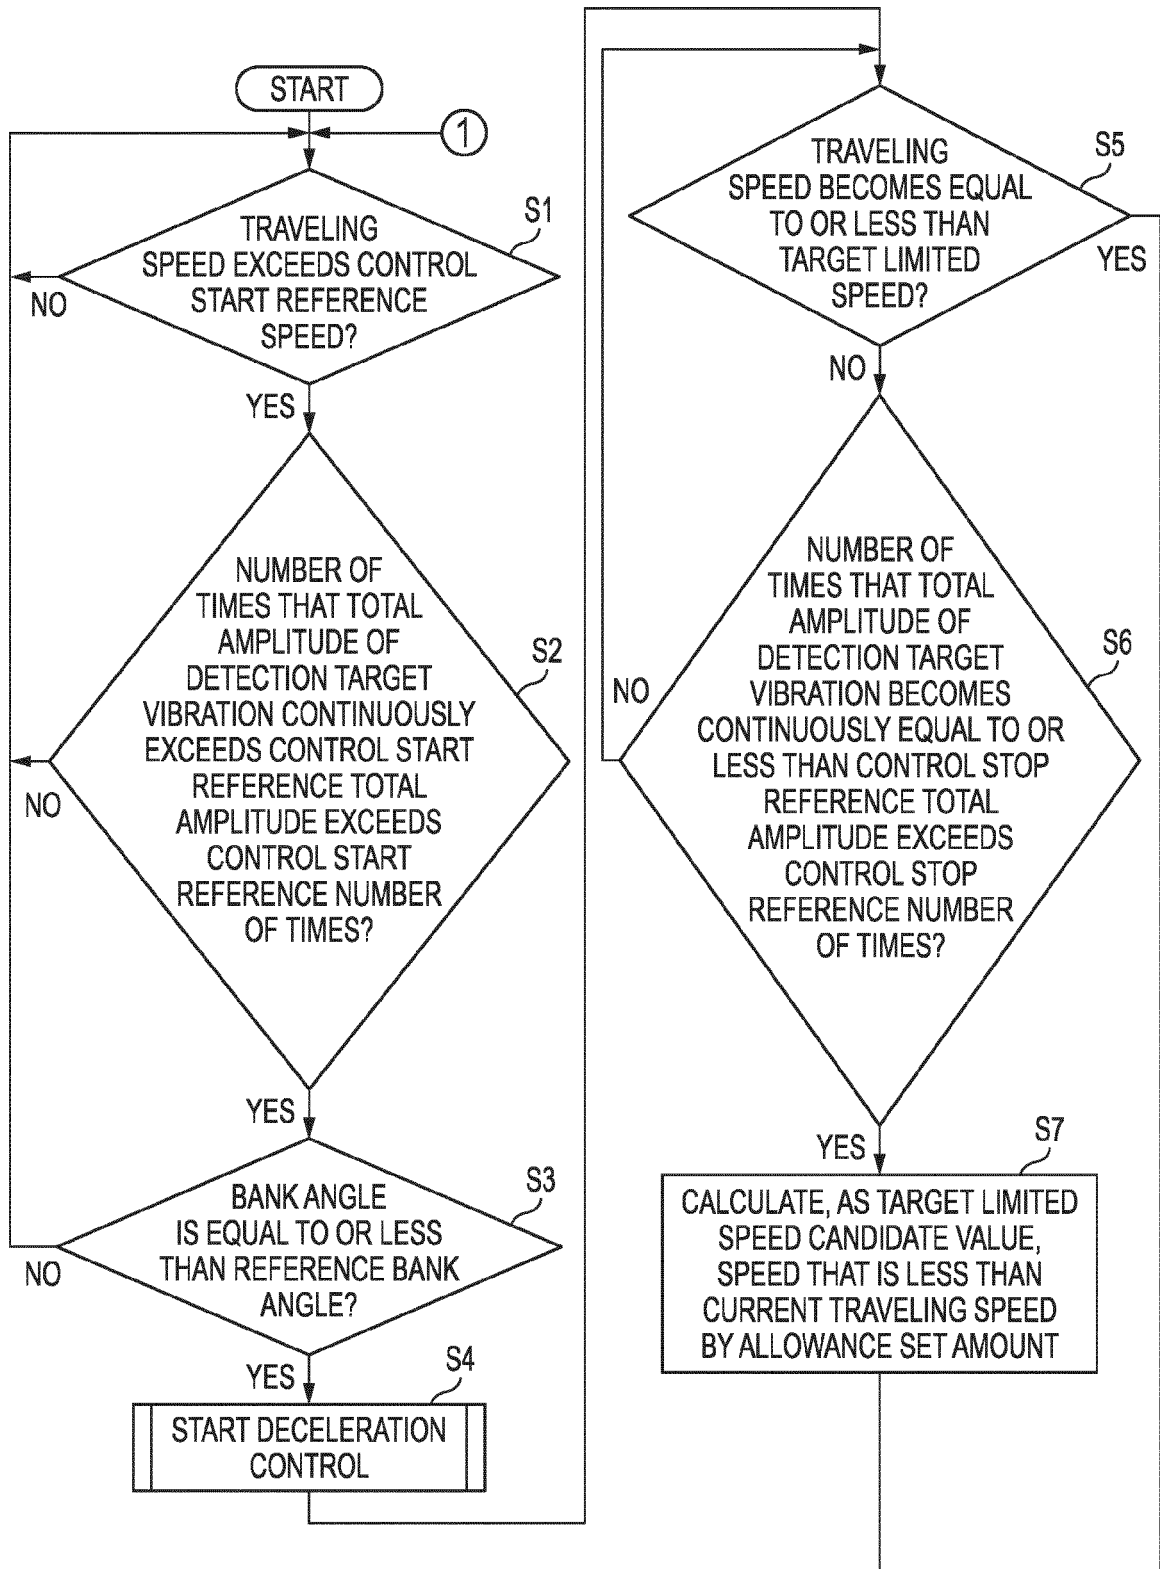 START
1
TRAVELING
SPEED EXCEEDS CONTROL
START REFERENCE
SPEED?
S1
NO
YES
NUMBER OF
TIMES THAT TOTAL
AMPLITUDE OF
DETECTION TARGET
VIBRATION CONTINUOUSLY
EXCEEDS CONTROL START
REFERENCE TOTAL
AMPLITUDE EXCEEDS
CONTROL START
REFERENCE NUMBER
OF TIMES?
S2
NO
YES
BANK ANGLE
IS EQUAL TO OR LESS
THAN REFERENCE BANK
ANGLE?
S3
NO
YES
S4
START DECELERATION
CONTROL
TRAVELING
SPEED BECOMES EQUAL
TO OR LESS THAN
TARGET LIMITED
SPEED?
S5
YES
NO
NUMBER OF
TIMES THAT TOTAL
AMPLITUDE OF
DETECTION TARGET
VIBRATION BECOMES
CONTINUOUSLY EQUAL TO OR
LESS THAN CONTROL STOP
REFERENCE TOTAL
AMPLITUDE EXCEEDS
CONTROL STOP
REFERENCE NUMBER
OF TIMES?
S6
NO
YES
S7
CALCULATE, AS TARGET LIMITED
SPEED CANDIDATE VALUE,
SPEED THAT IS LESS THAN
CURRENT TRAVELING SPEED
BY ALLOWANCE SET AMOUNT